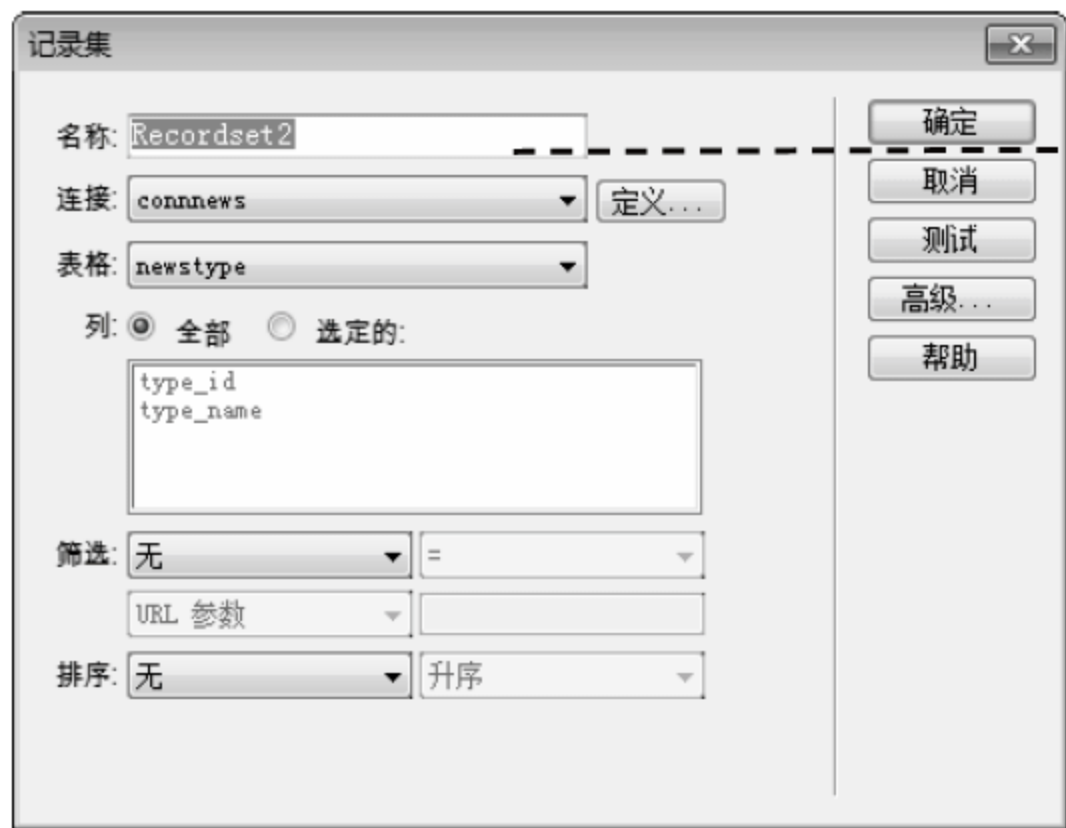 记录集
名称: Recordset2
连接: connnews 定义...
表格: newstype
列: 全部 选定的:
type_id
type_name
筛选: 无 =
URL 参数
排序: 无 升序
确定
取消
测试
高级...
帮助